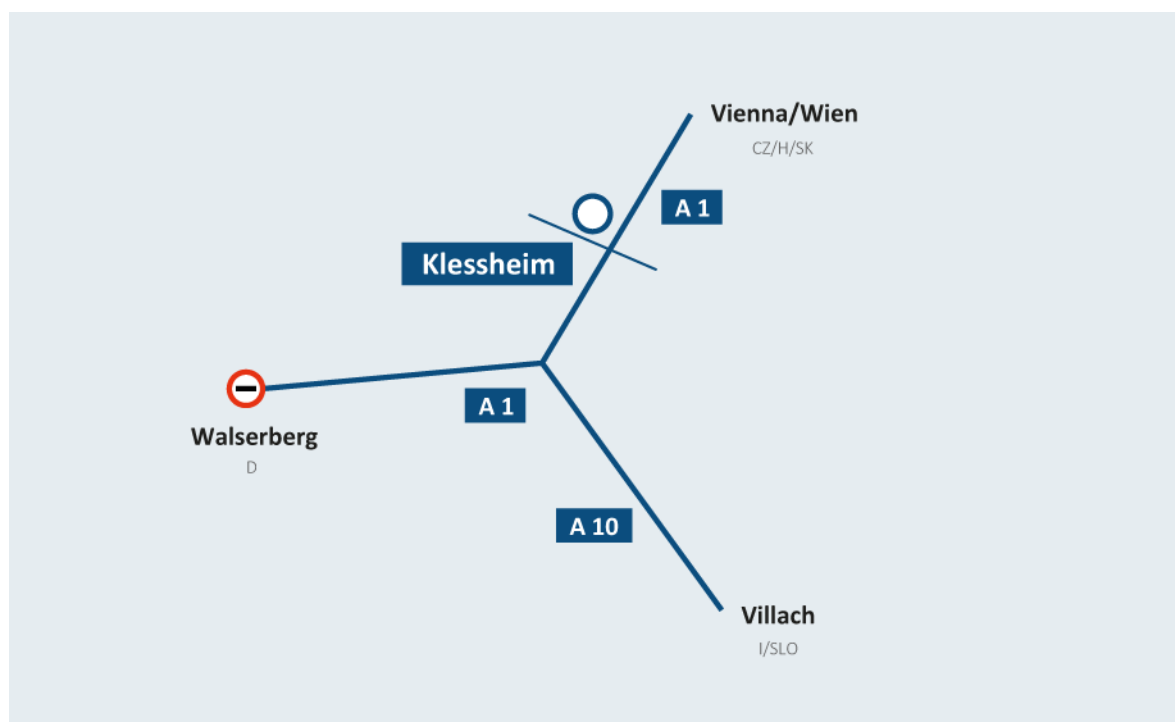 Vienna/Wien
CZ/H/SK
A 1
Klessheim
A 1
Walserberg
D
A 10
Villach
I/SLO